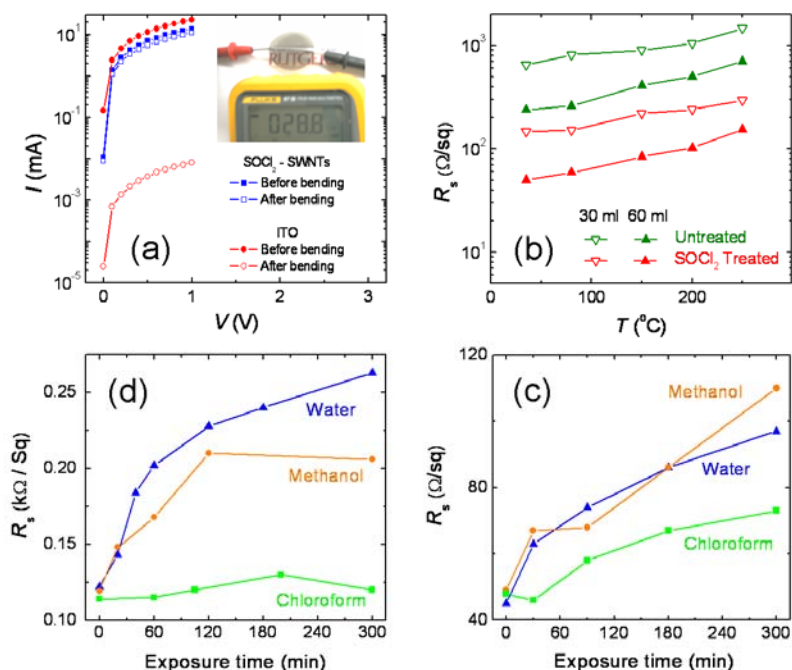 10¹
10⁻¹
10⁻³
10⁻⁵
I (mA)
0 1 2 3
V (V)
RUTGE
FLUKE
028.8
SOCl₂ - SWNTs
Before bending
After bending
ITO
Before bending
After bending
(a)
10³
10²
10¹
Rₛ (Ω/sq)
0 100 200
T (°C)
30 ml 60 ml
Untreated
SOCl₂ Treated
(b)
(d)
0.25
0.20
0.15
0.10
Rₛ (kΩ / Sq)
Water
Methanol
Chloroform
0 60 120 180 240 300
Exposure time (min)
(c)
120
80
40
Rₛ (Ω/sq)
Methanol
Water
Chloroform
0 60 120 180 240 300
Exposure time (min)